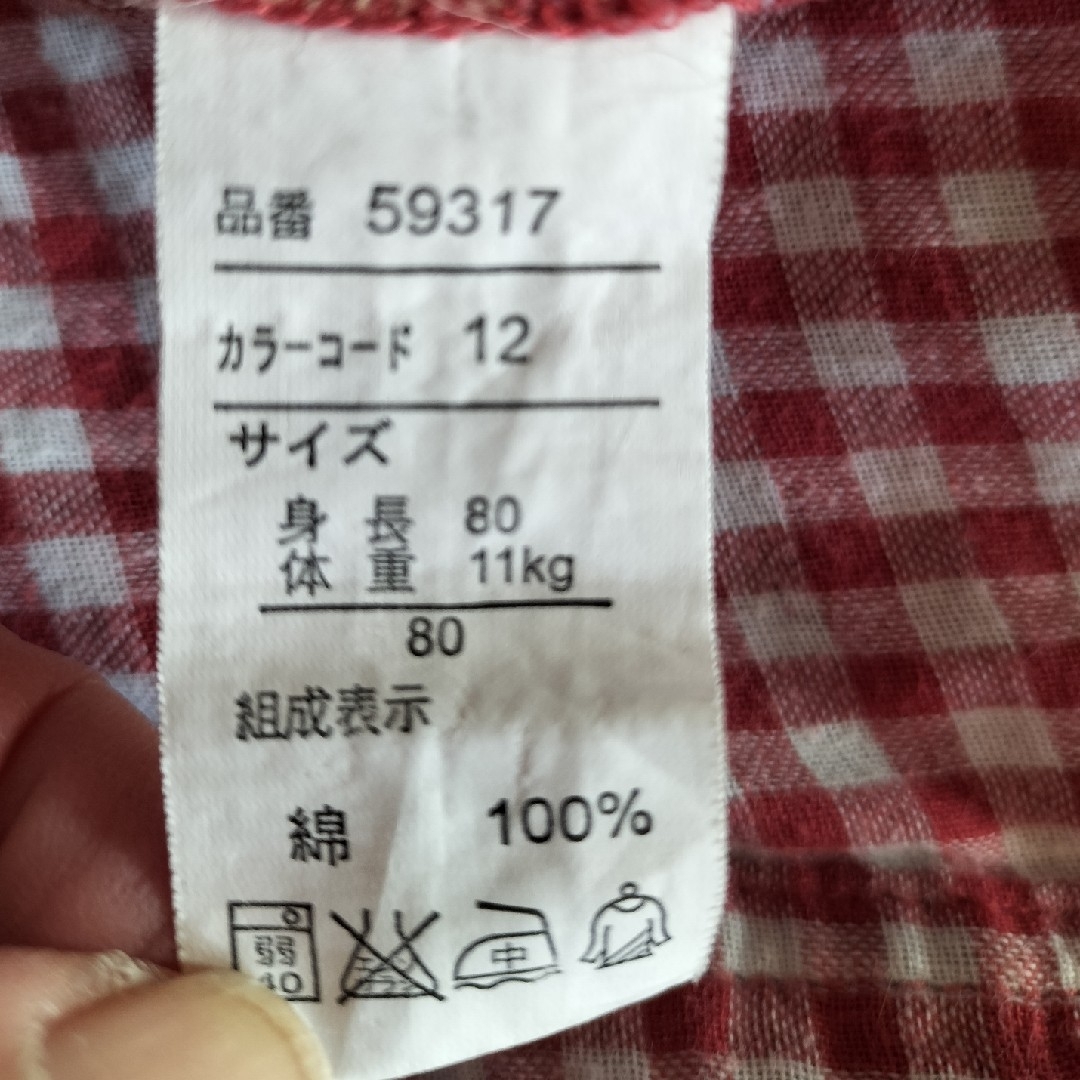 品番 59317
カラーコード 12
サイズ
身長 80
体重 11kg
80
組成表示
綿 100%
弱 中
40